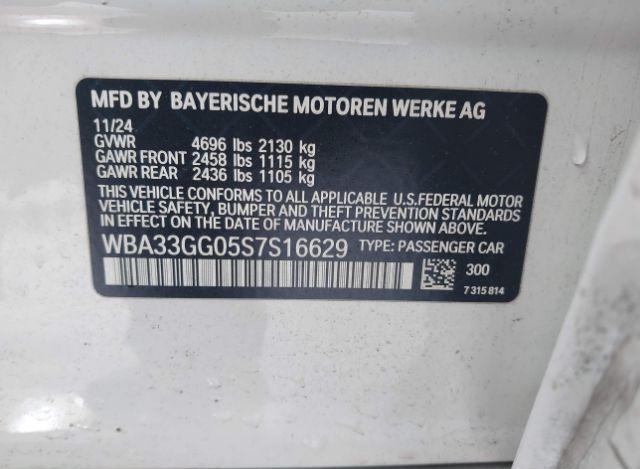 MFD BY BAYERISCHE MOTOREN WERKE AG
11/24
GVWR 4696 lbs 2130 kg
GAWR FRONT 2458 lbs 1115 kg
GAWR REAR 2436 lbs 1105 kg
THIS VEHICLE CONFORMS TO ALL APPLICABLE U.S.FEDERAL MOTOR
VEHICLE SAFETY, BUMPER AND THEFT PREVENTION STANDARDS
IN EFFECT ON THE DATE OF MANUFACTURE SHOWN ABOVE.
WBA33GG05S7S16629 TYPE: PASSENGER CAR
300
7 315 814